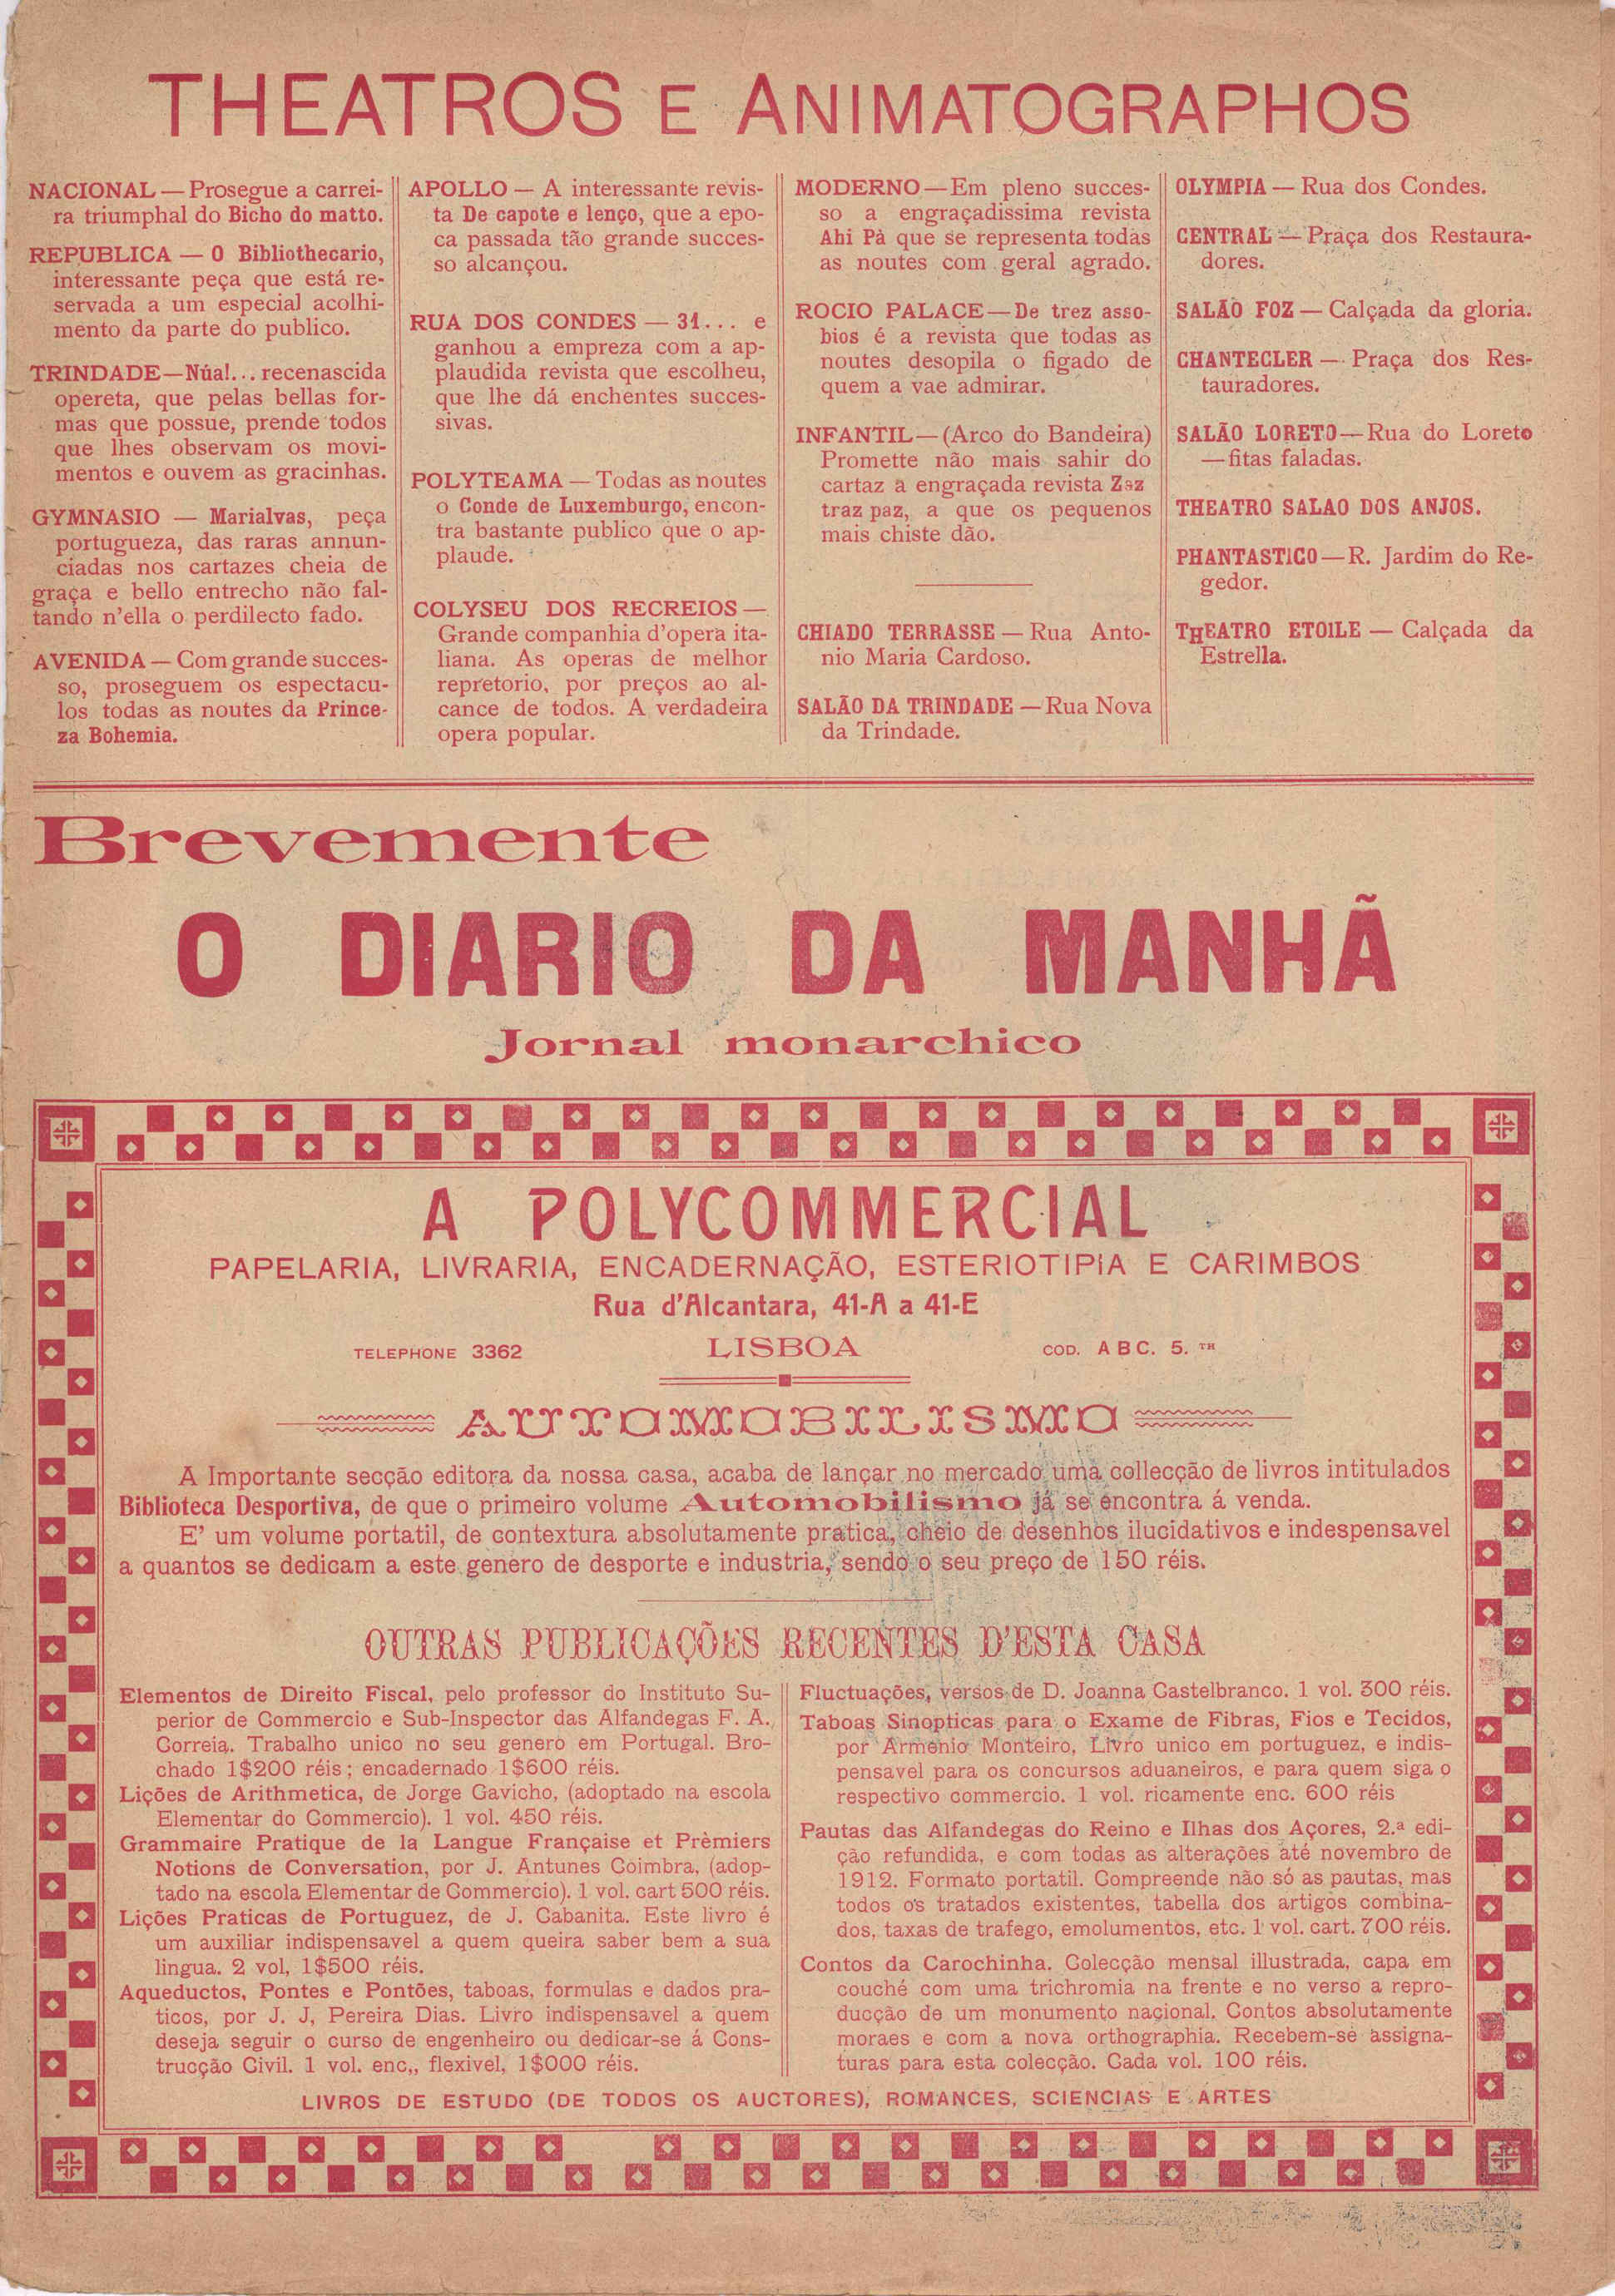 THEATROS E ANIMATOGRAPHOS
NACIONAL — Prosegue a carrei-
ra triumphal do Bicho do matto.
REPUBLICA — O Bibliothecario,
interessante peça que está re-
servada a um especial acolhi-
mento da parte do publico.
TRINDADE—Núa!... recenascida
opereta, que pelas bellas for-
mas que possue, prende todos
que lhes observam os movi-
mentos e ouvem as gracinhas.
GYMNASIO — Marialvas, peça
portugueza, das raras annun-
ciadas nos cartazes cheia de
graça e bello entrecho não fal-
tando n'ella o perdilecto fado.
AVENIDA — Com grande succes-
so, proseguem os espectacu-
los todas as noutes da Prince-
za Bohemia.
APOLLO — A interessante revis-
ta De capote e lenço, que a epo-
ca passada tão grande succes-
so alcançou.
RUA DOS CONDES — 31... e
ganhou a empreza com a ap-
plaudida revista que escolheu,
que lhe dá enchentes succes-
sivas.
POLYTEAMA — Todas as noutes
o Conde de Luxemburgo, encon-
tra bastante publico que o ap-
plaude.
COLYSEU DOS RECREIOS —
Grande companhia d'opera ita-
liana. As operas de melhor
repretorio, por preços ao al-
cance de todos. A verdadeira
opera popular.
MODERNO—Em pleno succes-
so a engraçadissima revista
Ahi Pà que se representa todas
as noutes com geral agrado.
ROCIO PALACE—De trez asso-
bios é a revista que todas as
noutes desopila o figado de
quem a vae admirar.
INFANTIL—(Arco do Bandeira)
Promette não mais sahir do
cartaz a engraçada revista Zaz
traz paz, a que os pequenos
mais chiste dão.
CHIADO TERRASSE — Rua Anto-
nio Maria Cardoso.
SALÃO DA TRINDADE — Rua Nova
da Trindade.
OLYMPIA — Rua dos Condes.
CENTRAL — Praça dos Restaura-
dores.
SALÃO FOZ — Calçada da gloria.
CHANTECLER — Praça dos Res-
tauradores.
SALÃO LORETO—Rua do Loreto
—fitas faladas.
THEATRO SALAO DOS ANJOS.
PHANTASTICO—R. Jardim do Re-
gedor.
THEATRO ETOILE — Calçada da
Estrella.
Brevemente
O DIARIO DA MANHÃ
Jornal monarchico
A POLYCOMMERCIAL
PAPELARIA, LIVRARIA, ENCADERNAÇÃO, ESTERIOTIPIA E CARIMBOS
Rua d'Alcantara, 41-A a 41-E
TELEPHONE 3362 LISBOA COD. A B C. 5. TH
AUTOMOBILISMO
A Importante secção editora da nossa casa, acaba de lançar no mercado uma collecção de livros intitulados
Biblioteca Desportiva, de que o primeiro volume Automobilismo já se encontra á venda.
E' um volume portatil, de contextura absolutamente pratica, cheio de desenhos ilucidativos e indespensavel
a quantos se dedicam a este genero de desporte e industria, sendo o seu preço de 150 réis.
OUTRAS PUBLICAÇÕES RECENTES D'ESTA CASA
Elementos de Direito Fiscal, pelo professor do Instituto Su-
perior de Commercio e Sub-Inspector das Alfandegas F. A.
Correia. Trabalho unico no seu genero em Portugal. Bro-
chado 1$200 réis; encadernado 1$600 réis.
Lições de Arithmetica, de Jorge Gavicho, (adoptado na escola
Elementar do Commercio). 1 vol. 450 réis.
Grammaire Pratique de la Langue Française et Prèmiers
Notions de Conversation, por J. Antunes Coimbra, (adop-
tado na escola Elementar de Commercio). 1 vol. cart 500 réis.
Lições Praticas de Portuguez, de J. Cabanita. Este livro é
um auxiliar indispensavel a quem queira saber bem a sua
lingua. 2 vol, 1$500 réis.
Aqueductos, Pontes e Pontões, taboas, formulas e dados pra-
ticos, por J. J, Pereira Dias. Livro indispensavel a quem
deseja seguir o curso de engenheiro ou dedicar-se á Cons-
trucção Civil. 1 vol. enc,, flexivel, 1$000 réis.
Fluctuações, versos de D. Joanna Castelbranco. 1 vol. 300 réis.
Taboas Sinopticas para o Exame de Fibras, Fios e Tecidos,
por Armenio Monteiro, Livro unico em portuguez, e indis-
pensavel para os concursos aduaneiros, e para quem siga o
respectivo commercio. 1 vol. ricamente enc. 600 réis
Pautas das Alfandegas do Reino e Ilhas dos Açores, 2.ª edi-
ção refundida, e com todas as alterações até novembro de
1912. Formato portatil. Compreende não só as pautas, mas
todos os tratados existentes, tabella dos artigos combina-
dos, taxas de trafego, emolumentos, etc. 1 vol. cart. 700 réis.
Contos da Carochinha. Colecção mensal illustrada, capa em
couché com uma trichromia na frente e no verso a repro-
ducção de um monumento nacional. Contos absolutamente
moraes e com a nova orthographia. Recebem-se assigna-
turas para esta colecção. Cada vol. 100 réis.
LIVROS DE ESTUDO (DE TODOS OS AUCTORES), ROMANCES, SCIENCIAS E ARTES